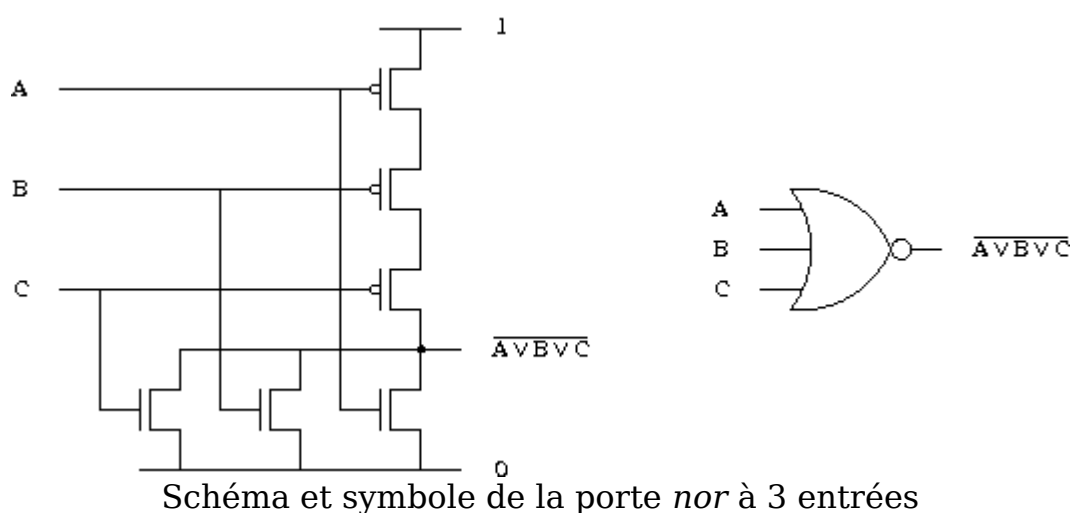 1
A
B
A
B
A∨B∨C
C
C
A∨B∨C
0
Schéma et symbole de la porte nor à 3 entrées